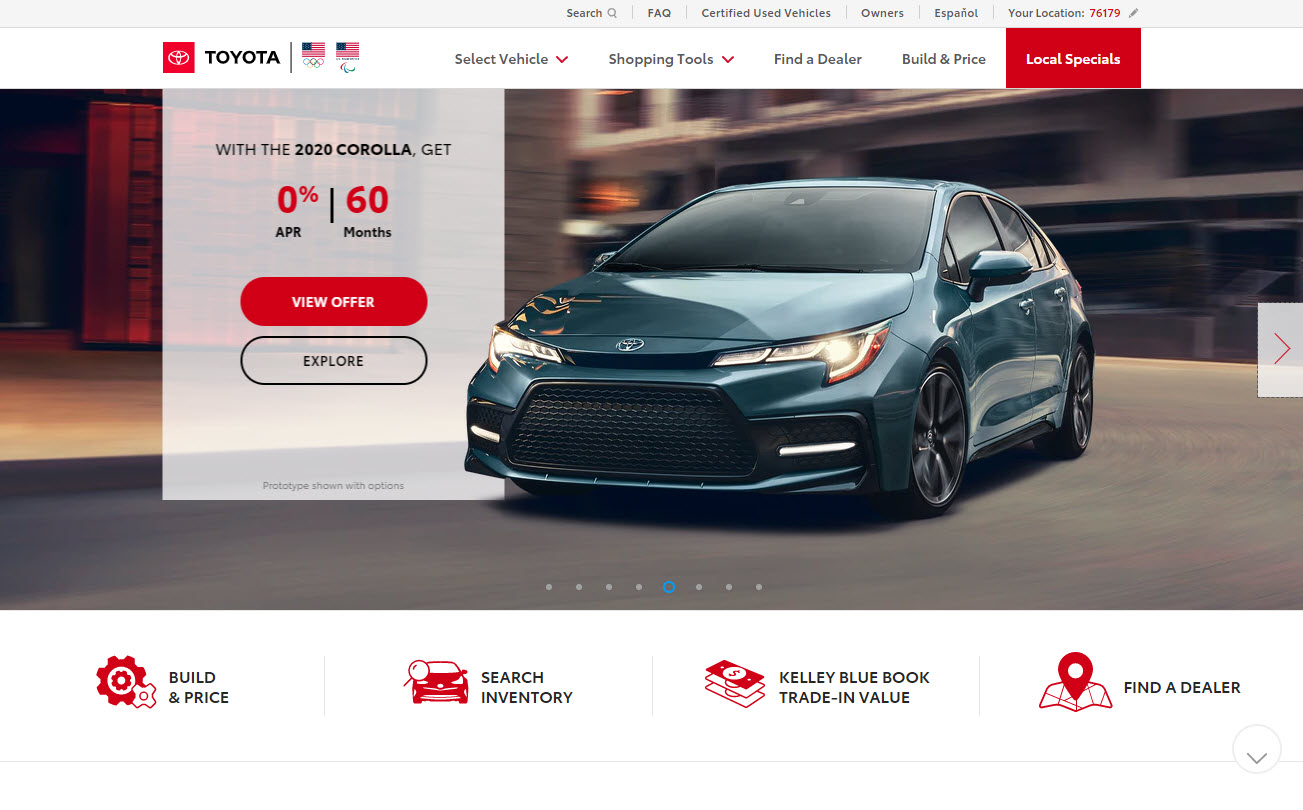 Search
FAQ
Certified Used Vehicles
Owners
Español
Your Location: 76179
TOYOTA
Select Vehicle
Shopping Tools
Find a Dealer
Build & Price
Local Specials
WITH THE 2020 COROLLA, GET
0% | 60
APR Months
VIEW OFFER
EXPLORE
Prototype shown with options
BUILD
& PRICE
SEARCH
INVENTORY
KELLEY BLUE BOOK
TRADE-IN VALUE
FIND A DEALER